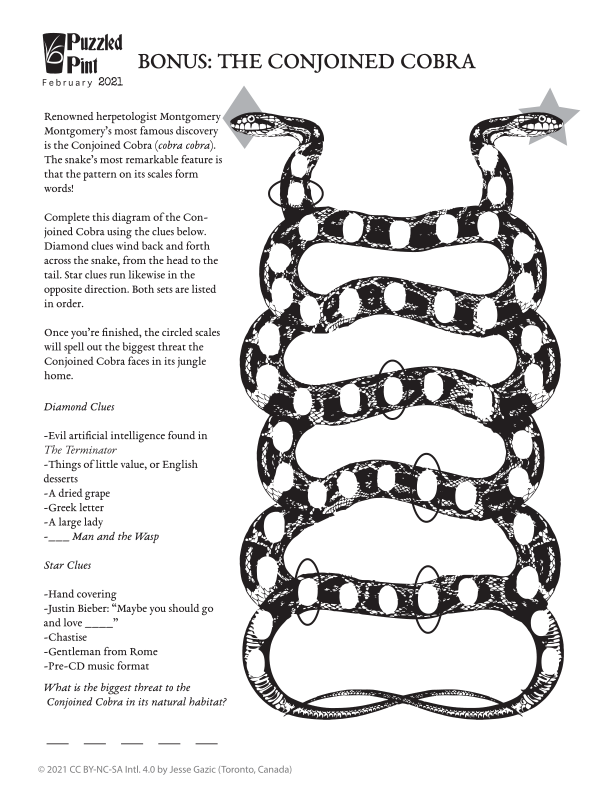 Puzzled
Pint
February 2021
BONUS: THE CONJOINED COBRA
Renowned herpetologist Montgomery
Montgomery's most famous discovery
is the Conjoined Cobra (cobra cobra).
The snake's most remarkable feature is
that the pattern on its scales form
words!
Complete this diagram of the Con-
joined Cobra using the clues below.
Diamond clues wind back and forth
across the snake, from the head to the
tail. Star clues run likewise in the
opposite direction. Both sets are listed
in order.
Once you're finished, the circled scales
will spell out the biggest threat the
Conjoined Cobra faces in its jungle
home.
Diamond Clues
-Evil artificial intelligence found in
The Terminator
-Things of little value, or English
desserts
-A dried grape
-Greek letter
-A large lady
-___ Man and the Wasp
Star Clues
-Hand covering
-Justin Bieber: “Maybe you should go
and love ____”
-Chastise
-Gentleman from Rome
-Pre-CD music format
What is the biggest threat to the
Conjoined Cobra in its natural habitat?
___ ___ ___ ___ ___
© 2021 CC BY-NC-SA Intl. 4.0 by Jesse Gazic (Toronto, Canada)